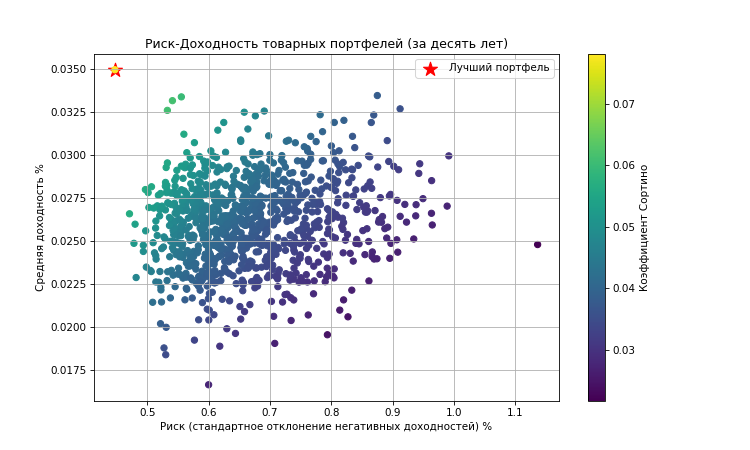 Риск-Доходность товарных портфелей (за десять лет)
Лучший портфель
Средняя доходность %
0.0350
0.0325
0.0300
0.0275
0.0250
0.0225
0.0200
0.0175
0.5 0.6 0.7 0.8 0.9 1.0 1.1
Риск (стандартное отклонение негативных доходностей) %
0.07
0.06
0.05
0.04
0.03
Коэффициент Сортино